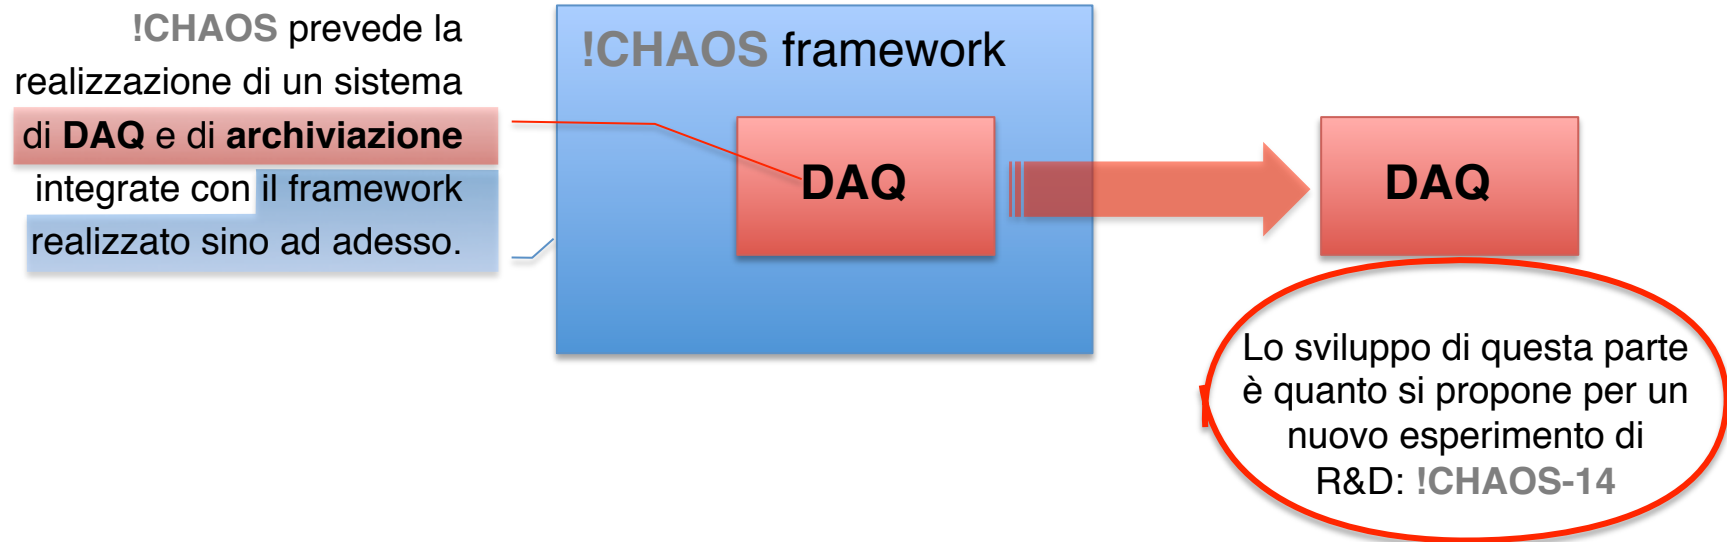 !CHAOS prevede la
realizzazione di un sistema
di DAQ e di archiviazione
integrate con il framework
realizzato sino ad adesso.
!CHAOS framework
DAQ
DAQ
Lo sviluppo di questa parte
è quanto si propone per un
nuovo esperimento di
R&D: !CHAOS-14